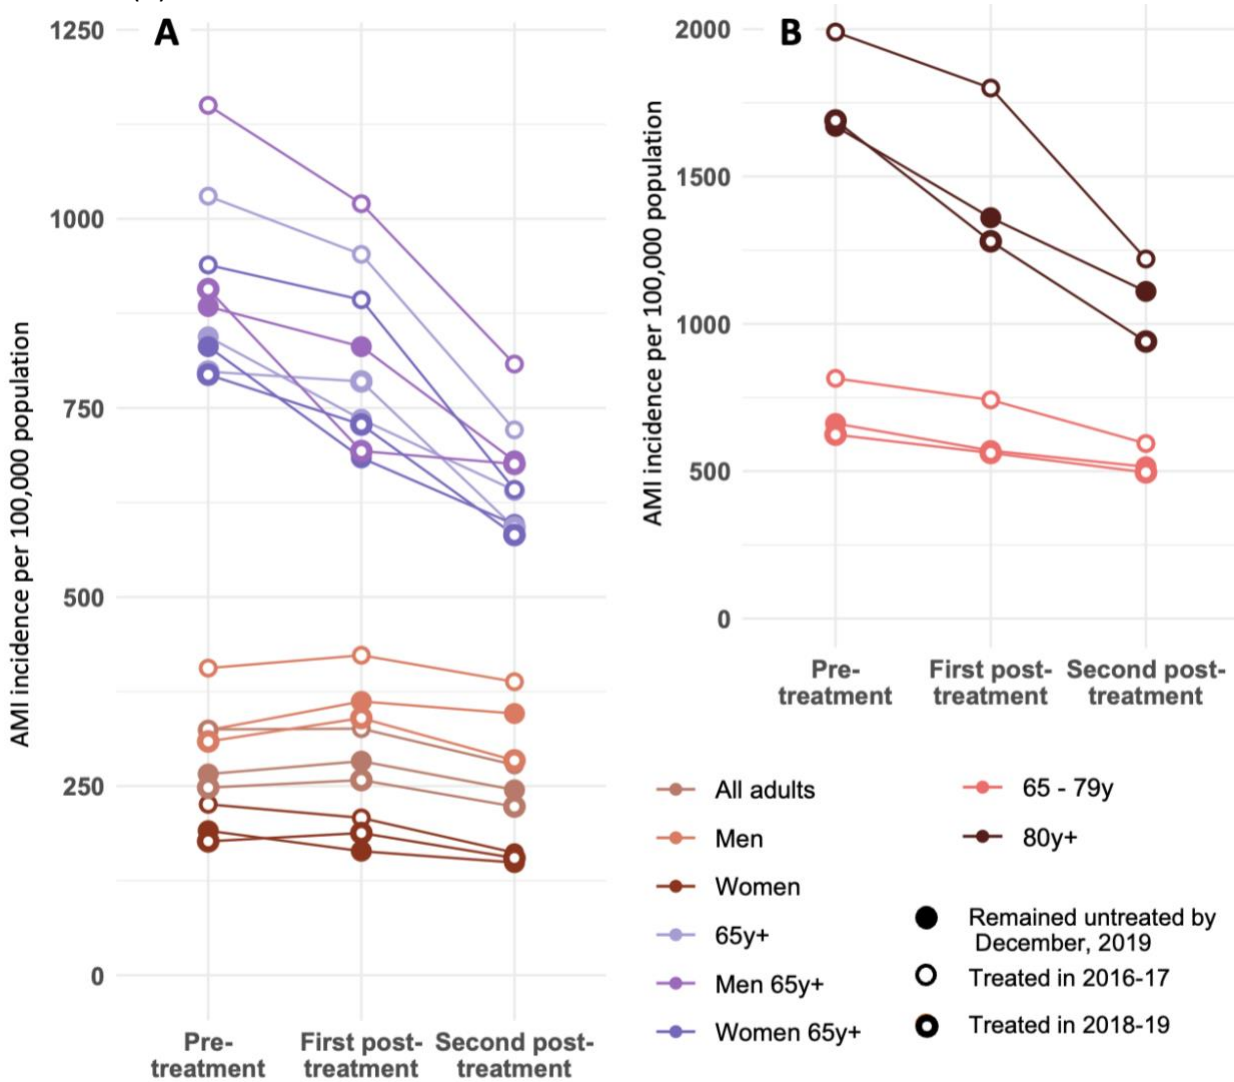 A
AMI incidence per 100,000 population
1250
1000
750
500
250
0
Pre-
treatment
First post-
treatment
Second post-
treatment
B
AMI incidence per 100,000 population
2000
1500
1000
500
0
Pre-
treatment
First post-
treatment
Second post-
treatment
All adults
Men
Women
65y+
Men 65y+
Women 65y+
65 - 79y
80y+
Remained untreated by
December, 2019
Treated in 2016-17
Treated in 2018-19